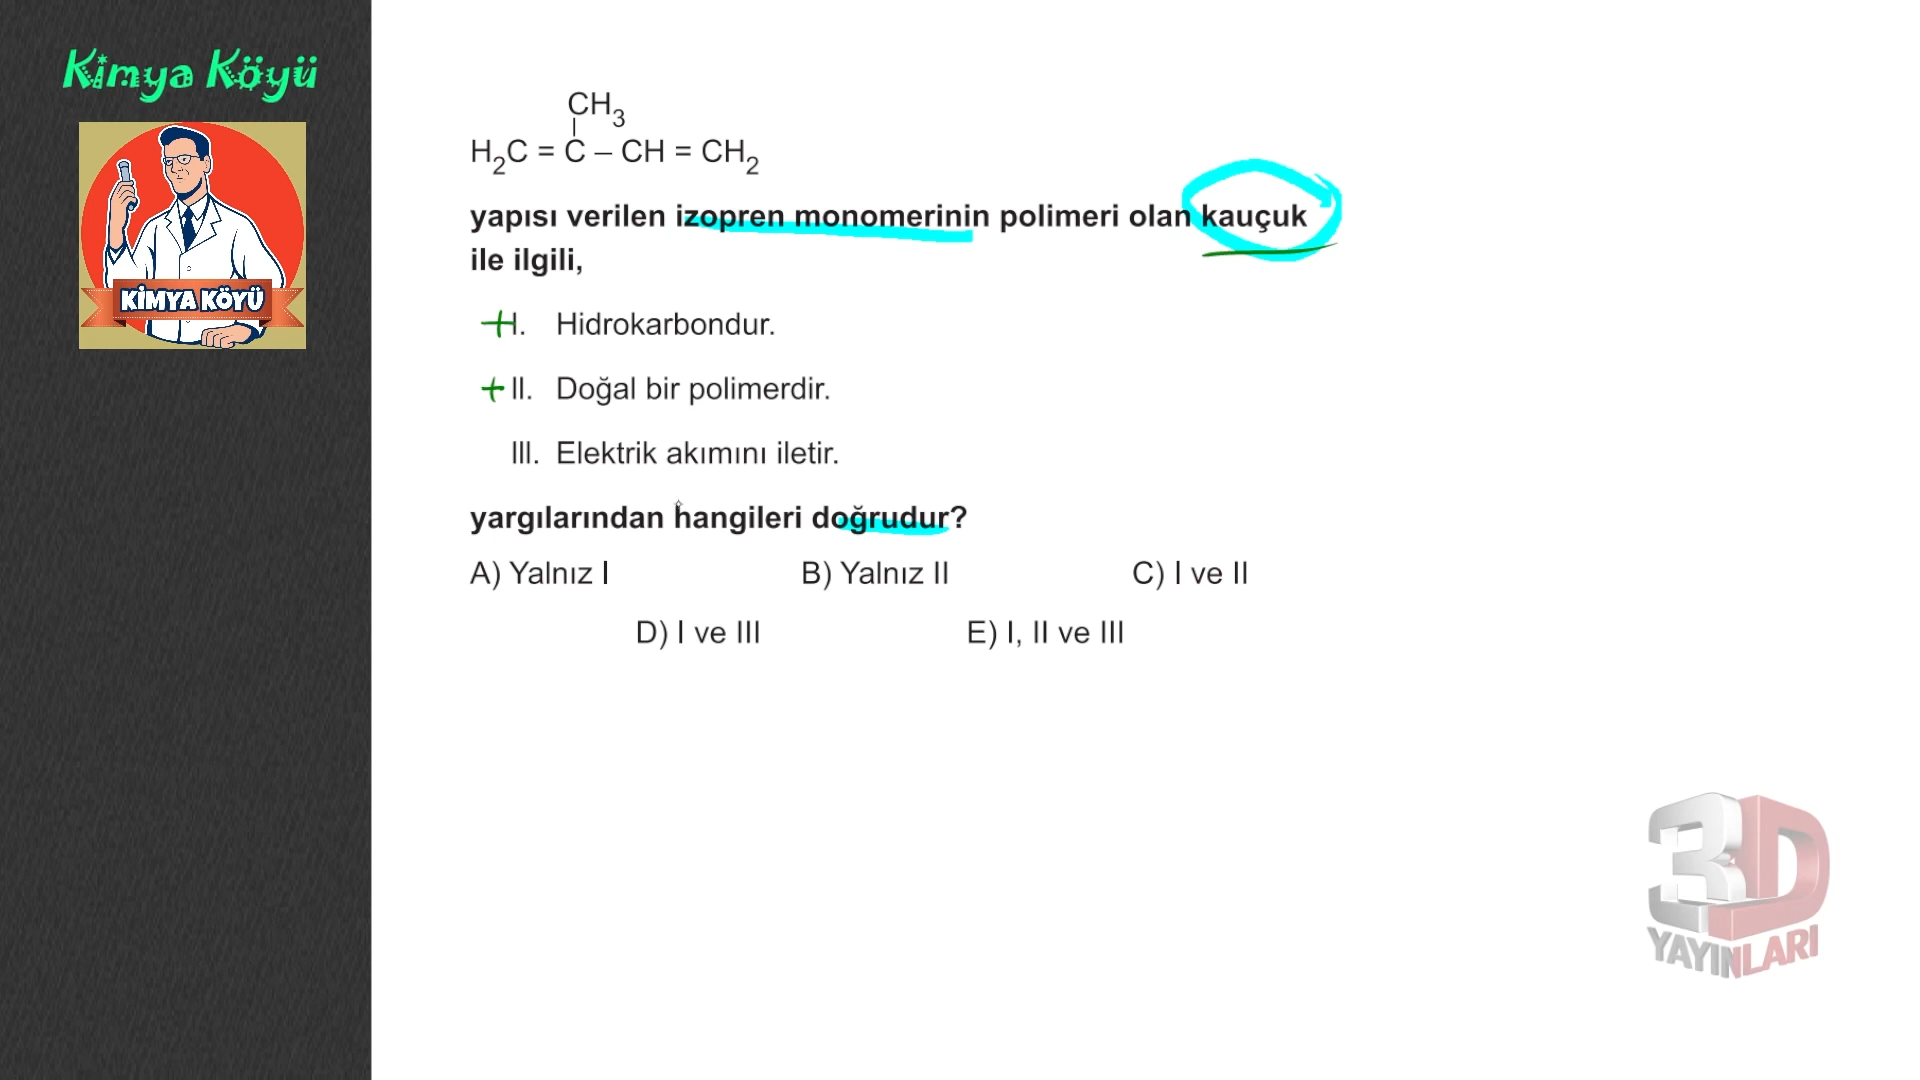 Kimya Köyü
KİMYA KÖYÜ
CH₃
H₂C = C – CH = CH₂
yapısı verilen izopren monomerinin polimeri olan kauçuk
ile ilgili,
+I. Hidrokarbondur.
+ II. Doğal bir polimerdir.
III. Elektrik akımını iletir.
yargılarından hangileri doğrudur?
A) Yalnız I B) Yalnız II C) I ve II
D) I ve III E) I, II ve III
3D
YAYINLARI